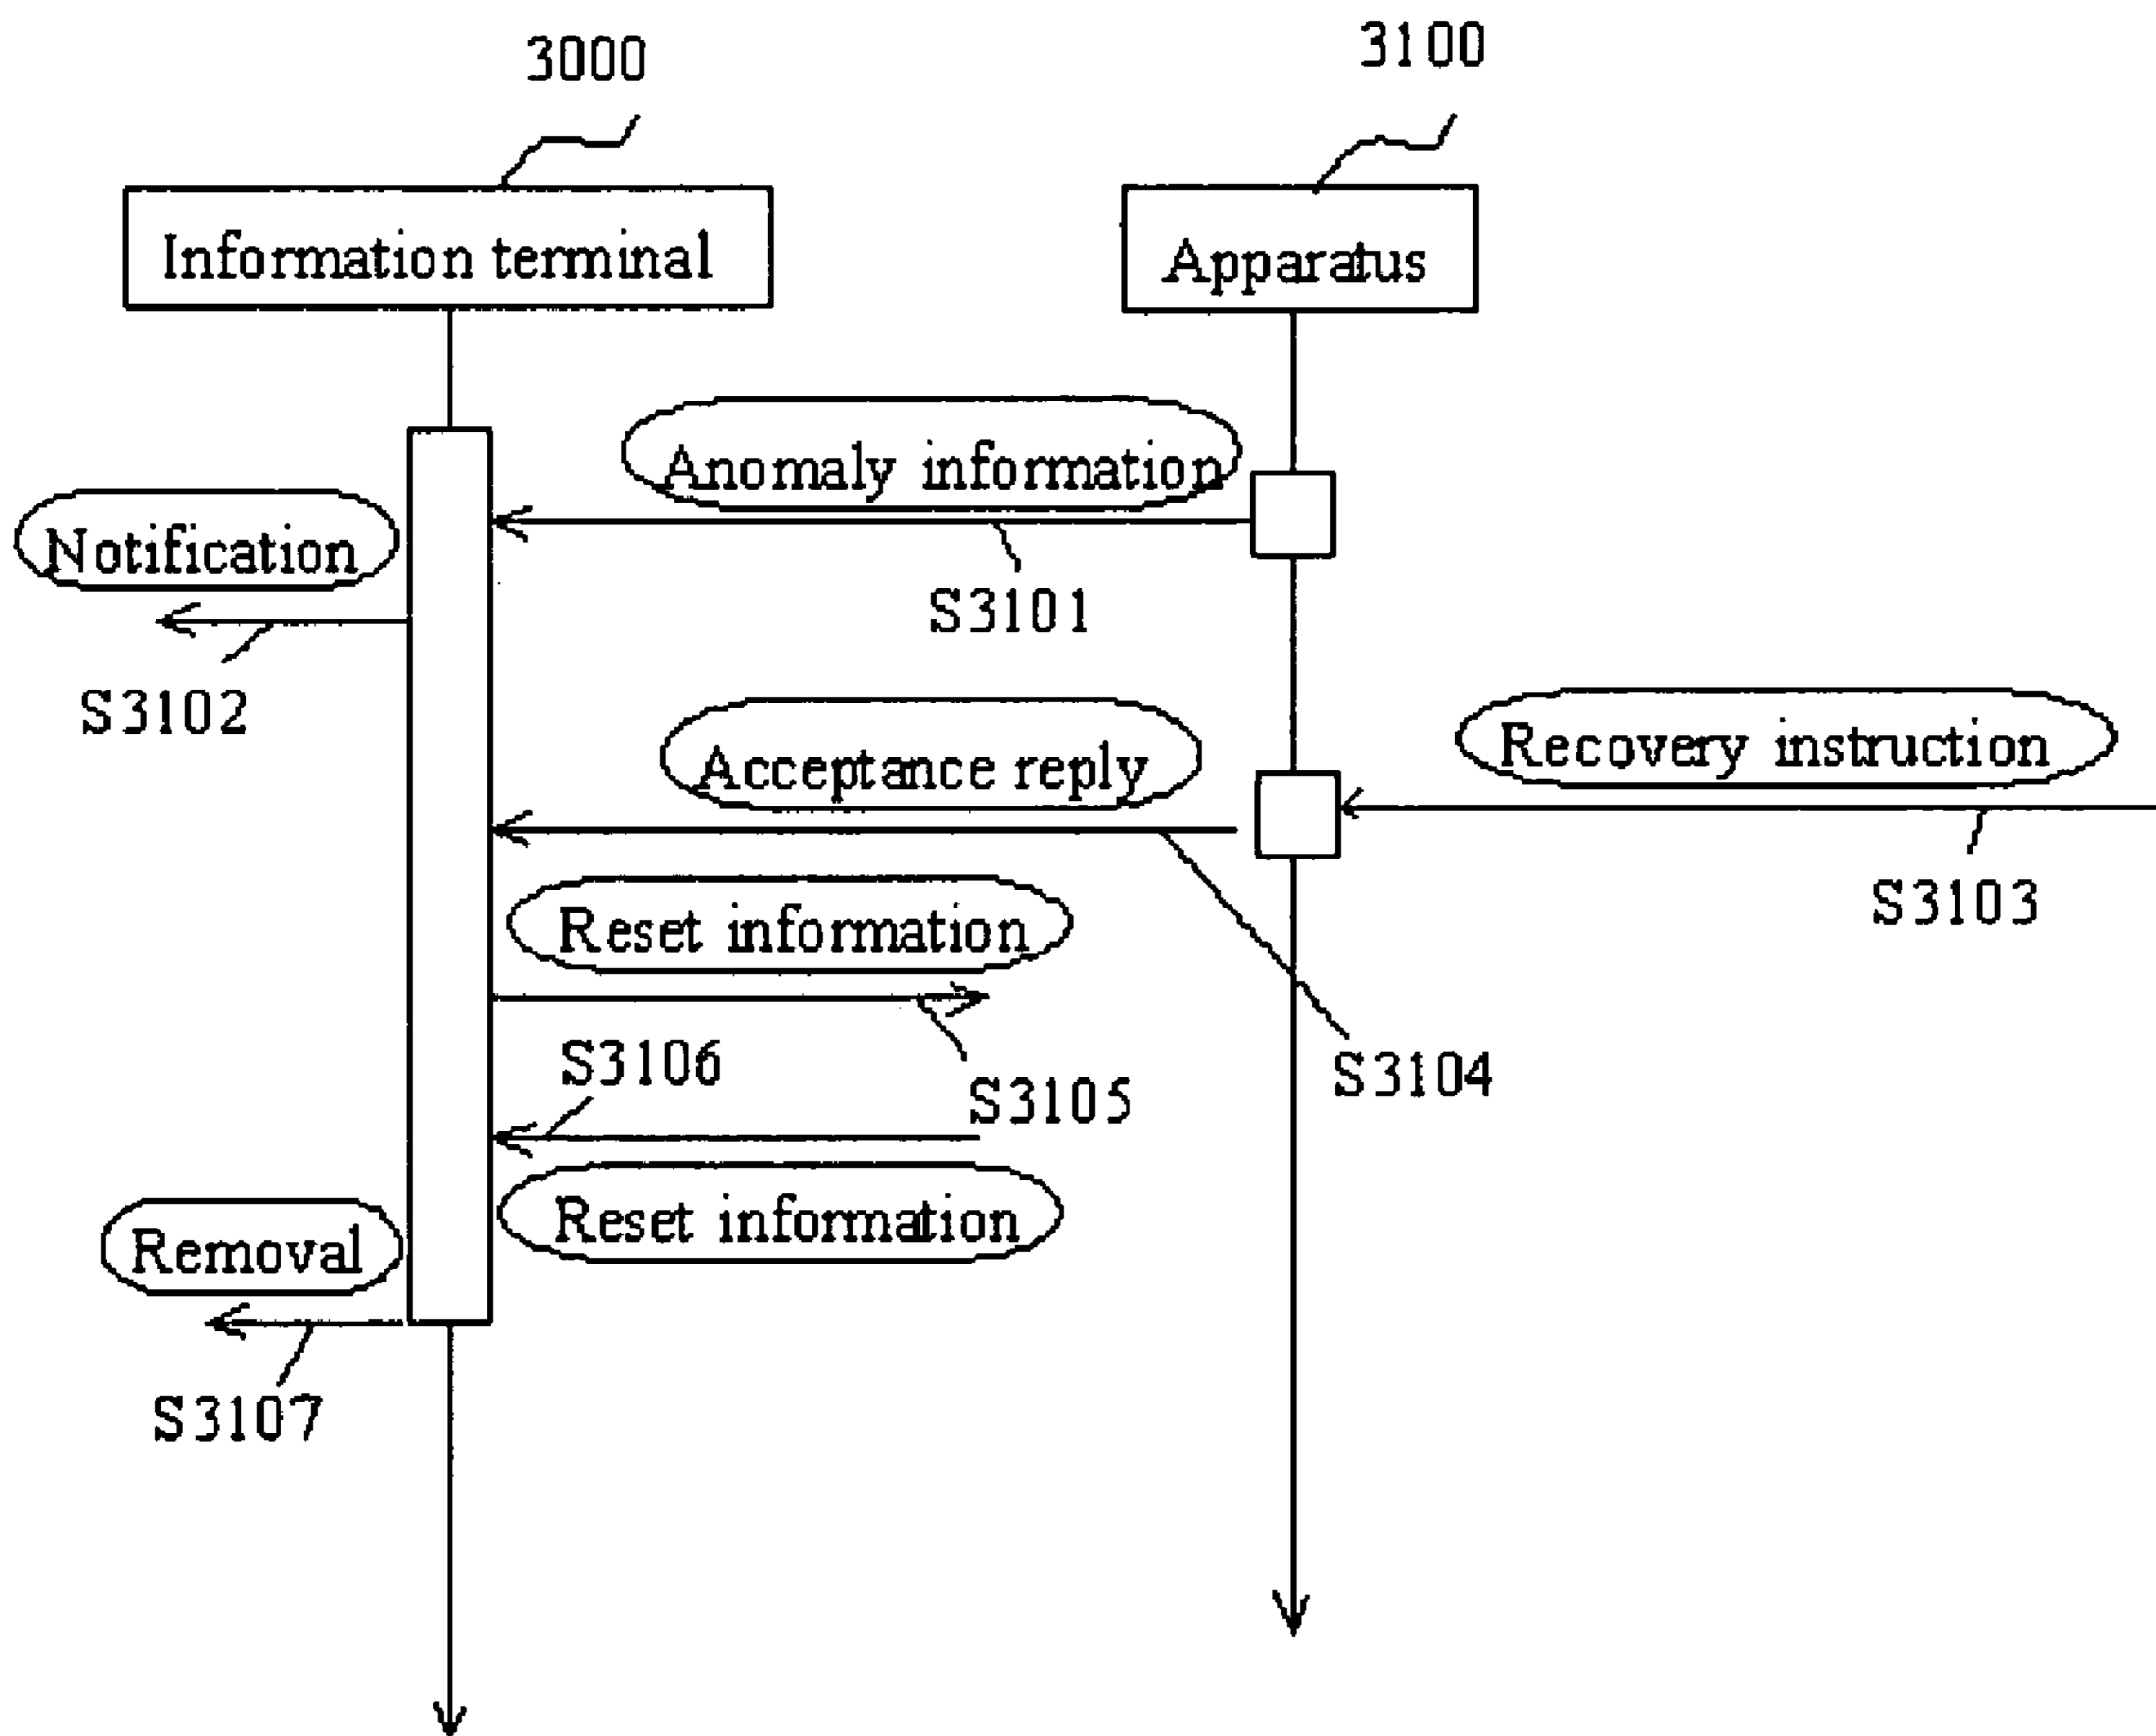 3000
3100
Information terminal
Apparatus
Anomaly information
Notification
S3101
S3102
Acceptance reply
Recovery instruction
Reset information
S3103
S3106
S3105
S3104
Reset information
Removal
S3107